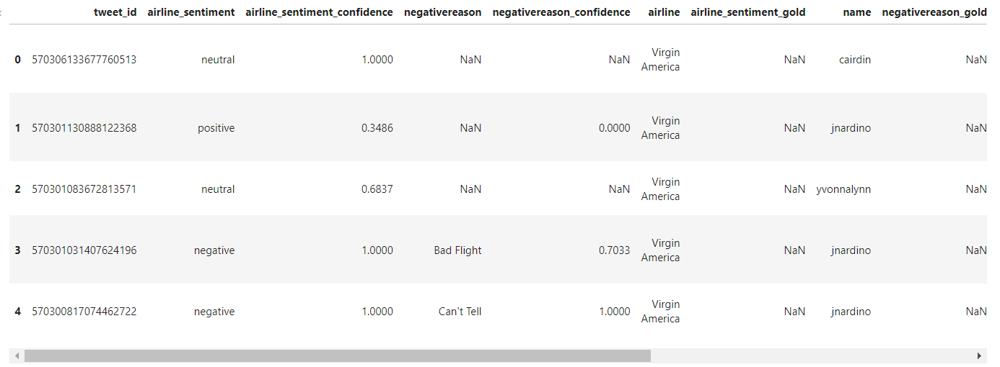 tweet_id airline_sentiment airline_sentiment_confidence negativereason negativereason_confidence airline airline_sentiment_gold name negativereason_gold
0 570306133677760513 neutral 1.0000 NaN NaN Virgin America NaN cairdin NaN
1 570301130888122368 positive 0.3486 NaN 0.0000 Virgin America NaN jnardino NaN
2 570301083672813571 neutral 0.6837 NaN NaN Virgin America NaN yvonnalynn NaN
3 570301031407624196 negative 1.0000 Bad Flight 0.7033 Virgin America NaN jnardino NaN
4 570300817074462722 negative 1.0000 Can't Tell 1.0000 Virgin America NaN jnardino NaN